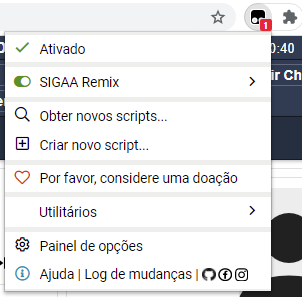 1
0:40
Ativado
ir Ch
SIGAA Remix
Obter novos scripts...
Criar novo script...
Por favor, considere uma doação
Utilitários
Painel de opções
Ajuda | Log de mudanças |